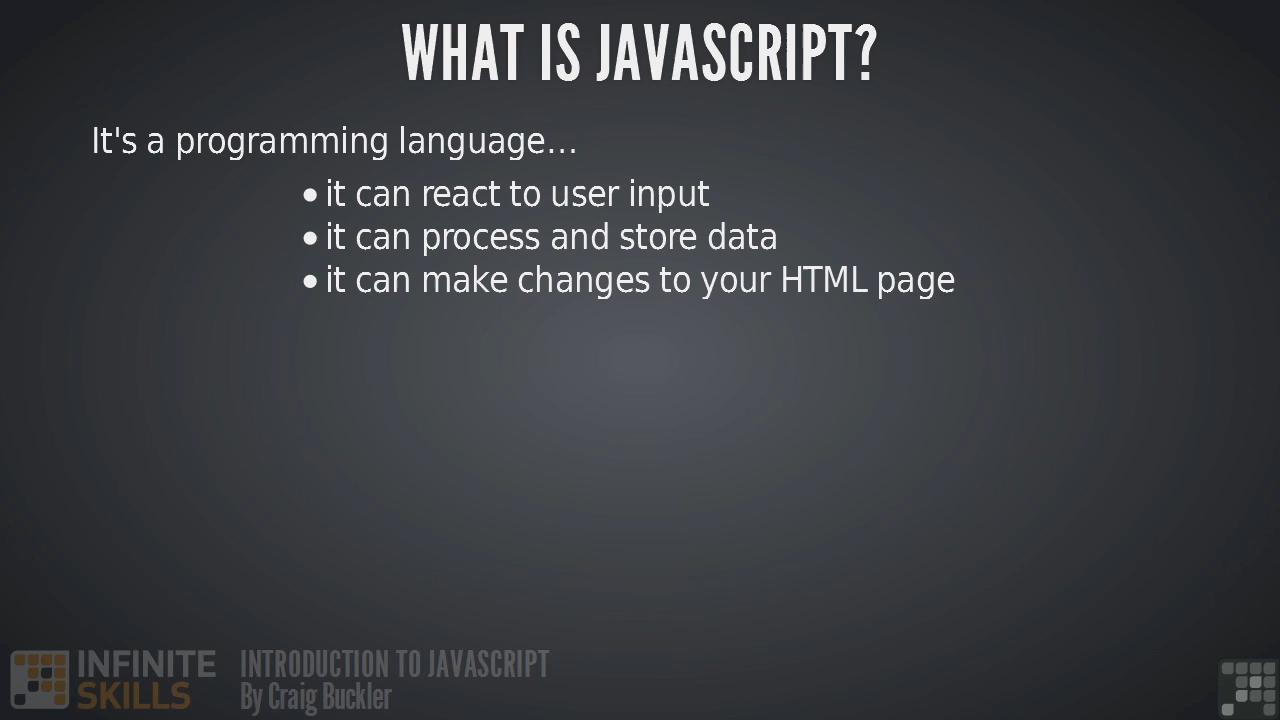 WHAT IS JAVASCRIPT?
It's a programming language...
• it can react to user input
• it can process and store data
• it can make changes to your HTML page
INFINITE
SKILLS
INTRODUCTION TO JAVASCRIPT
By Craig Buckler